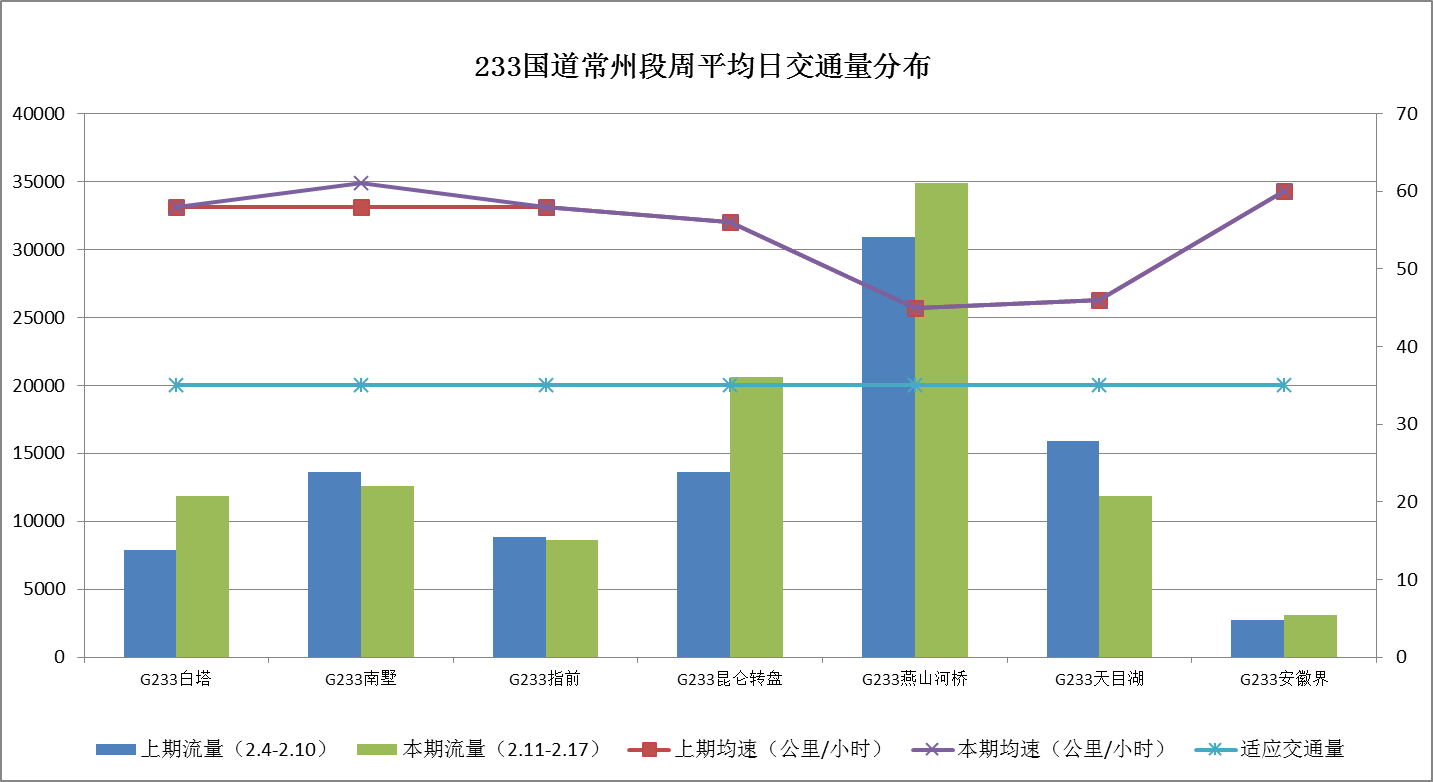 233国道常州段周平均日交通量分布
40000
35000
30000
25000
20000
15000
10000
5000
0
70
60
50
40
30
20
10
0
G233白塔
G233南墅
G233指前
G233昆仑转盘
G233燕山河桥
G233天目湖
G233安徽界
上期流量（2.4-2.10）
本期流量（2.11-2.17）
上期均速（公里/小时）
本期均速（公里/小时）
适应交通量